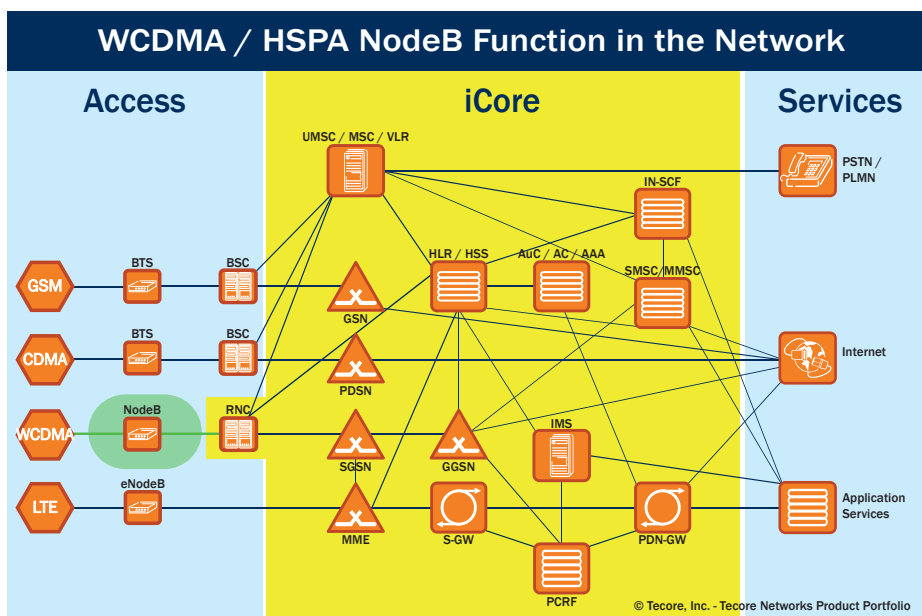 WCDMA / HSPA NodeB Function in the Network
Access
iCore
Services
UMSC / MSC / VLR
PSTN /
PLMN
IN-SCF
BTS
BSC
HLR / HSS
AuC / AC / AAA
SMSC/MMSC
GSM
GSN
BTS
BSC
CDMA
Internet
PDSN
NodeB
RNC
IMS
WCDMA
SGSN
GGSN
eNodeB
LTE
Application
Services
MME
S-GW
PDN-GW
PCRF
© Tecore, Inc. - Tecore Networks Product Portfolio